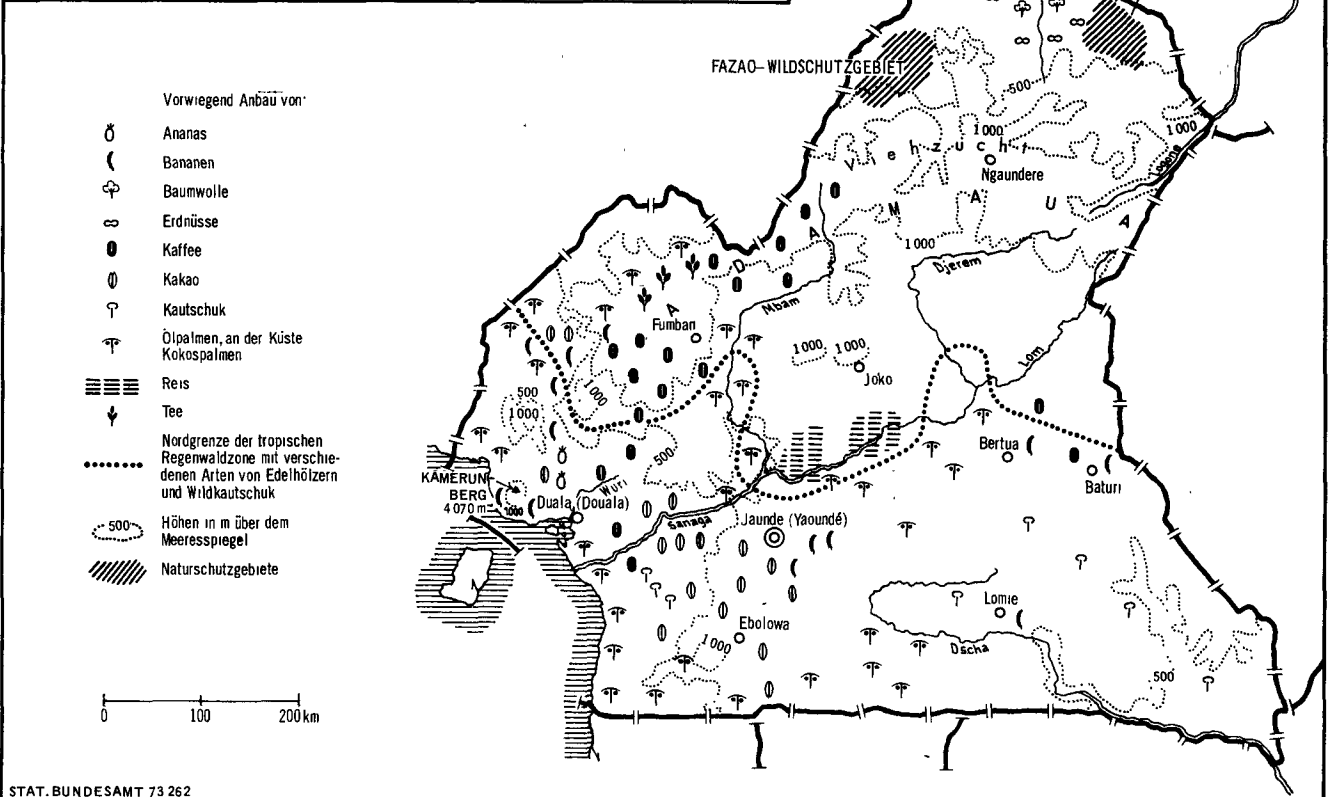 Vorwiegend Anbau von:
Ananas
Bananen
Baumwolle
Erdnüsse
Kaffee
Kakao
Kautschuk
Ölpalmen, an der Küste
Kokospalmen
Reis
Tee
Nordgrenze der tropischen
Regenwaldzone mit verschie-
denen Arten von Edelhölzern
und Wildkautschuk
500
Höhen in m über dem
Meeresspiegel
Naturschutzgebiete
0 100 200 km
STAT. BUNDESAMT 73 262
FAZAO-WILDSCHUTZGEBIET
500
1000
1000
Viehzucht
Ngaundere
Logone
ADAMAUA
1000
Djerem
Mbam
Fumban
1000
1000
Lom
Joko
500
1000
1000
Bertua
Baturi
500
KAMERUN
BERG
4 070 m
1000
Duala (Douala)
Wuri
Sanaga
Jaunde (Yaoundé)
Lomie
Ebolowa
1000
Dscha
500